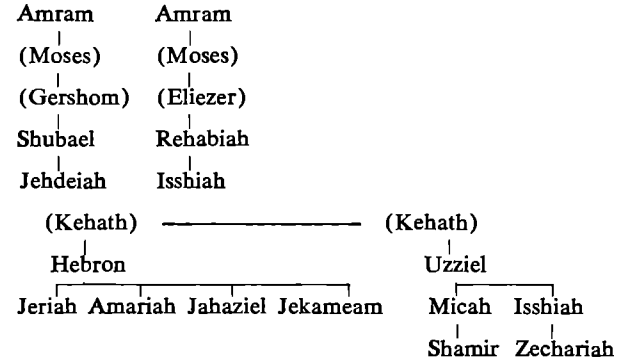 Amram Amram
(Moses) (Moses)
(Gershom) (Eliezer)
Shubael Rehabiah
Jehdeiah Isshiah
(Kehath) (Kehath)
Hebron Uzziel
Jeriah Amariah Jahaziel Jekameam Micah Isshiah
Shamir Zechariah